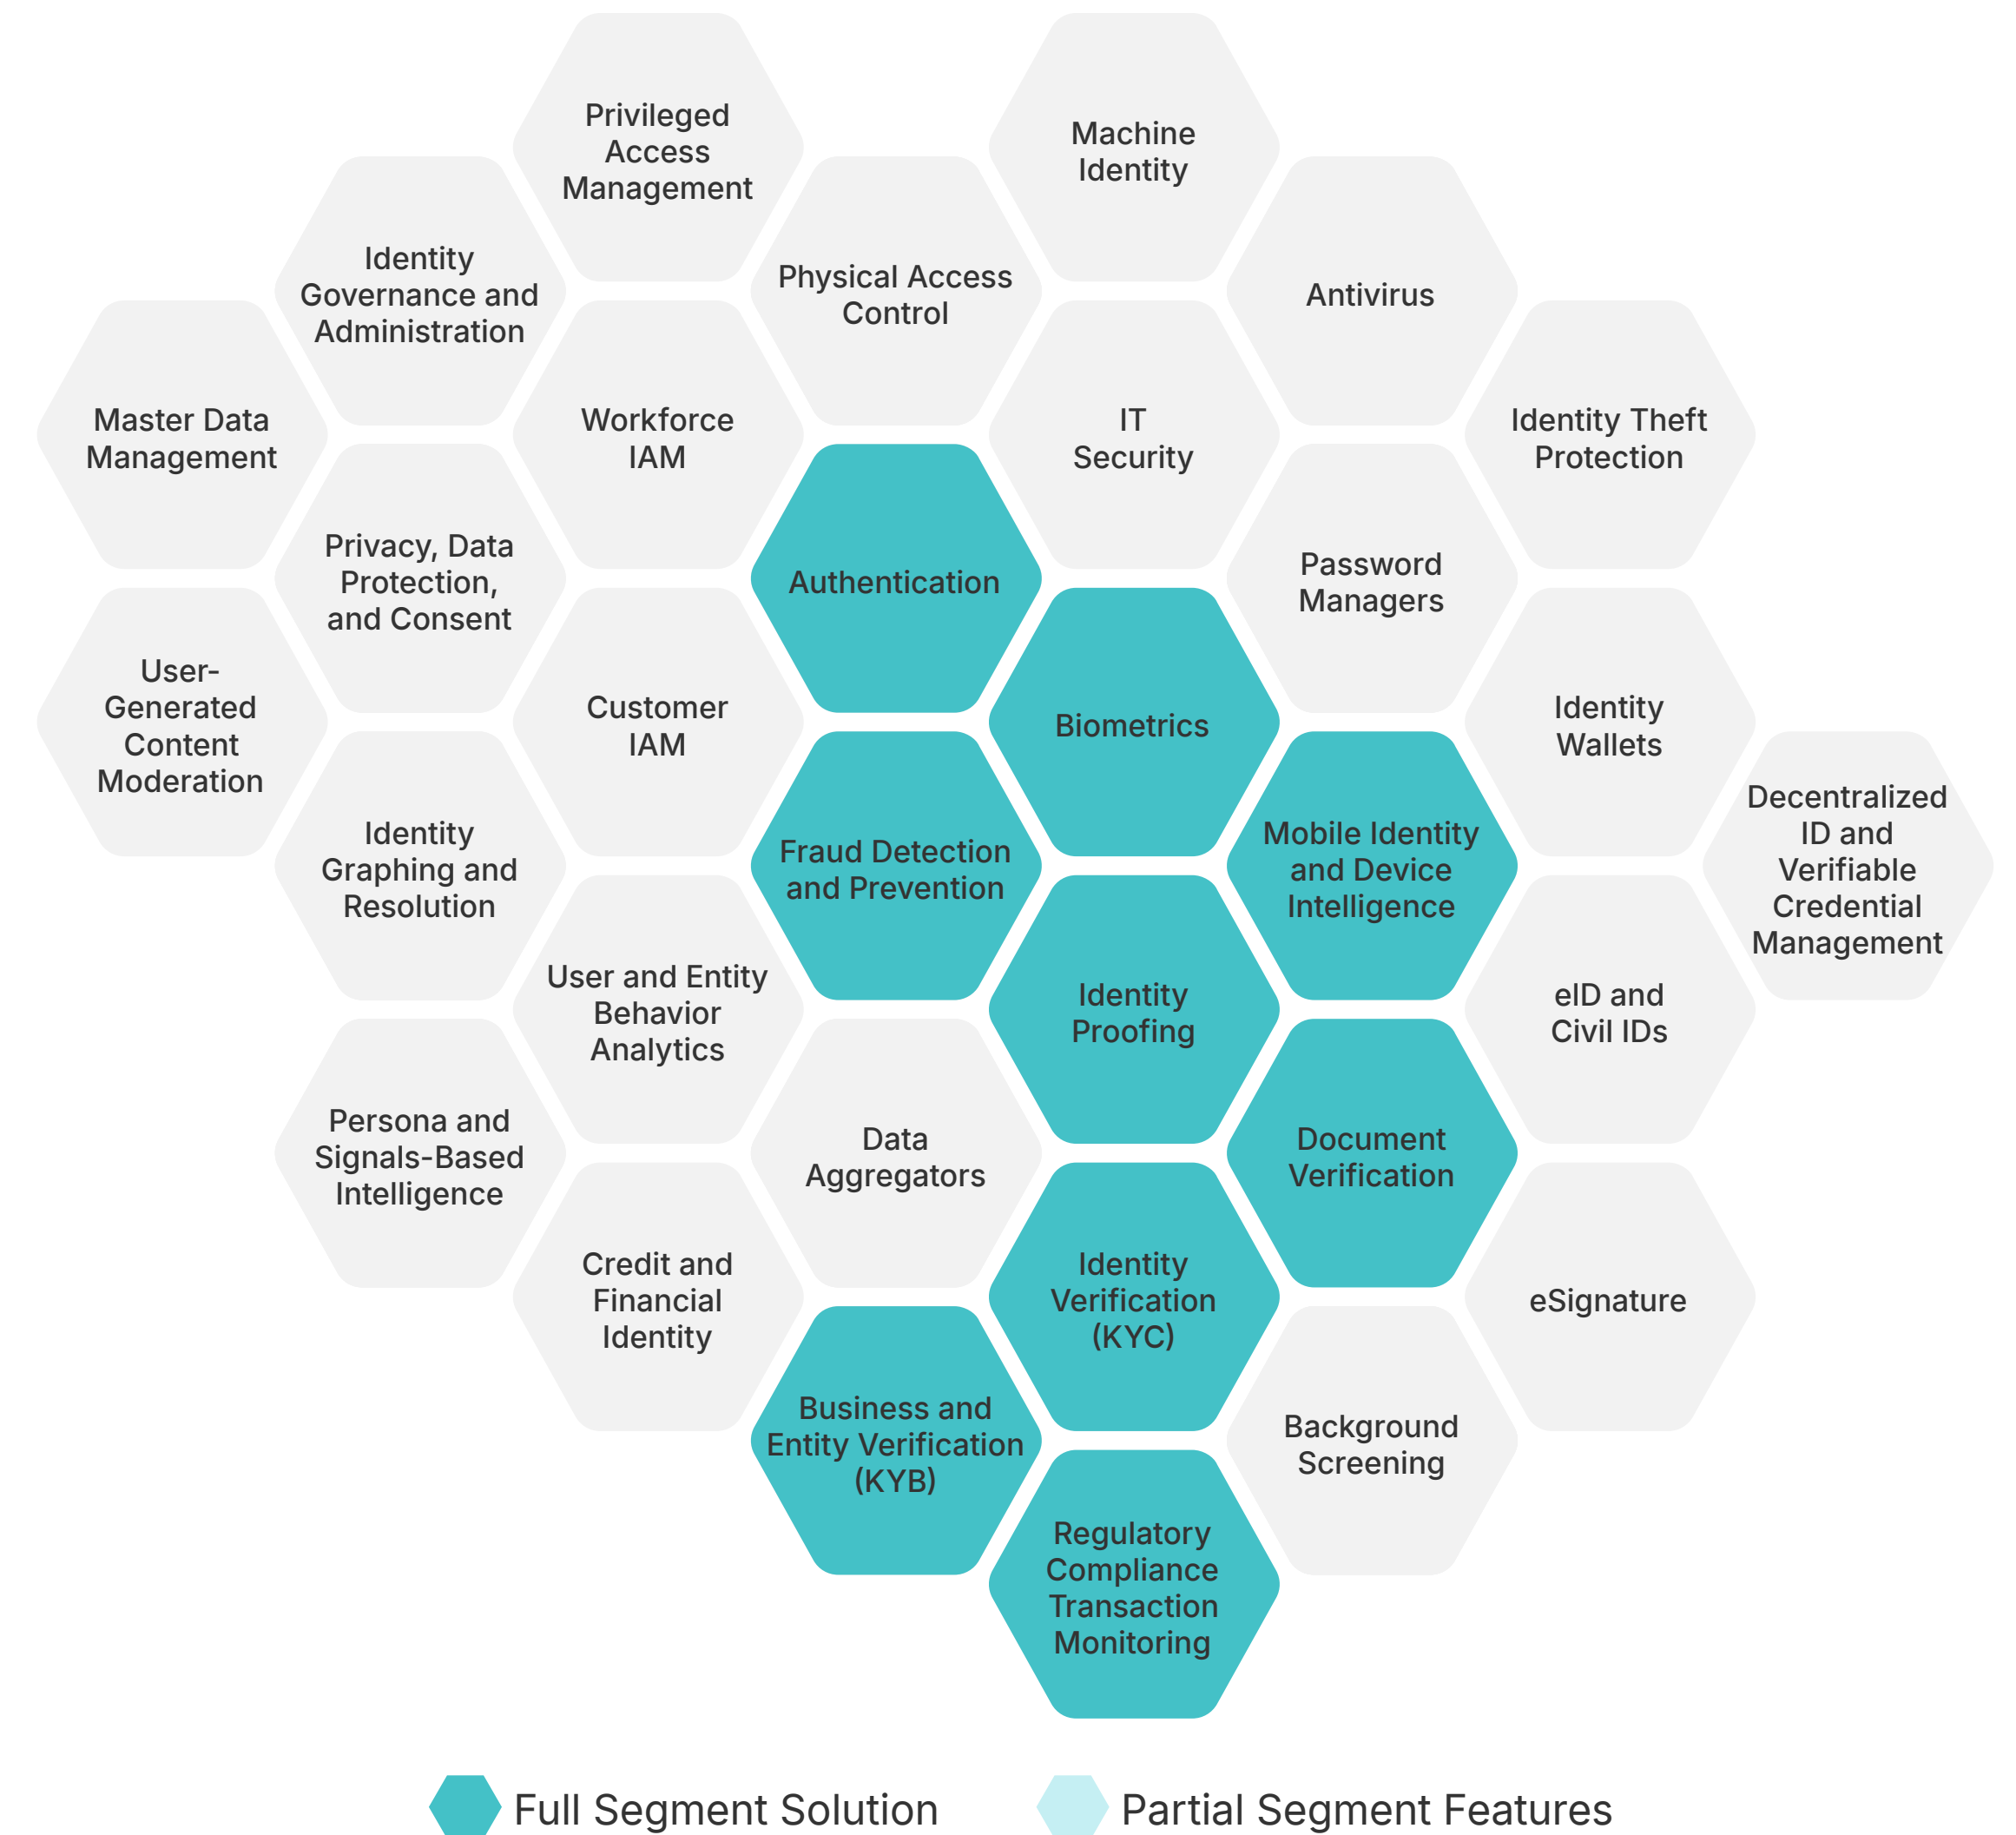 Privileged
Access
Management
Machine
Identity
Identity
Governance and
Administration
Physical Access
Control
Antivirus
Master Data
Management
Workforce
IAM
IT
Security
Identity Theft
Protection
Privacy, Data
Protection,
and Consent
Authentication
Password
Managers
User-
Generated
Content
Moderation
Customer
IAM
Biometrics
Identity
Wallets
Identity
Graphing and
Resolution
Fraud Detection
and Prevention
Mobile Identity
and Device
Intelligence
Decentralized
ID and
Verifiable
Credential
Management
User and Entity
Behavior
Analytics
Identity
Proofing
eID and
Civil IDs
Persona and
Signals-Based
Intelligence
Data
Aggregators
Document
Verification
Credit and
Financial
Identity
Identity
Verification
(KYC)
eSignature
Business and
Entity Verification
(KYB)
Background
Screening
Regulatory
Compliance
Transaction
Monitoring
Full Segment Solution
Partial Segment Features